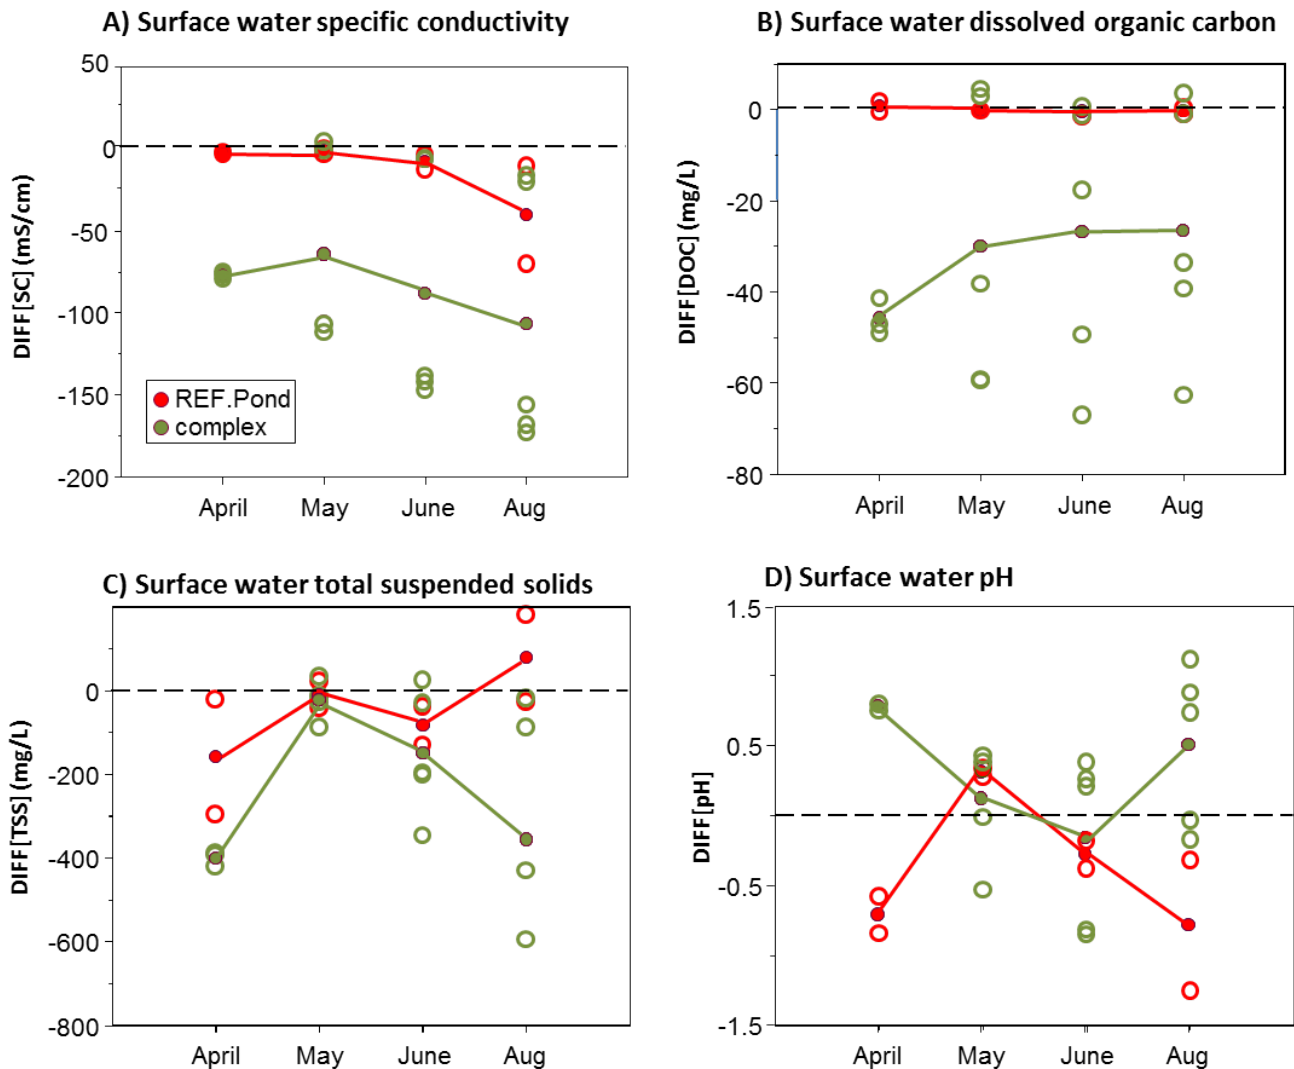 A) Surface water specific conductivity
50
0
-50
-100
-150
-200
DIFF[SC] (mS/cm)
REF.Pond
complex
April May June Aug
B) Surface water dissolved organic carbon
0
-20
-40
-60
-80
DIFF[DOC] (mg/L)
April May June Aug
C) Surface water total suspended solids
0
-200
-400
-600
-800
DIFF[TSS] (mg/L)
April May June Aug
D) Surface water pH
1.5
0.5
-0.5
-1.5
DIFF[pH]
April May June Aug